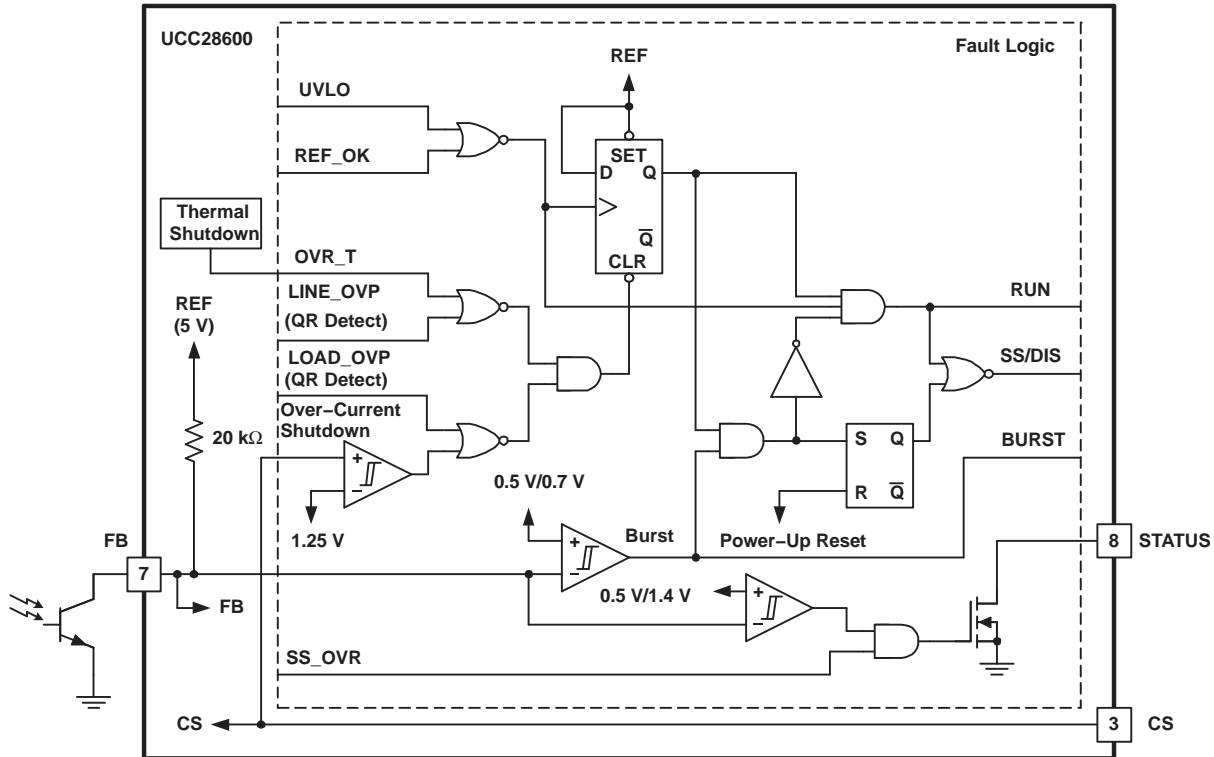 UCC28600
Fault Logic
REF
UVLO
REF_OK
SET
D Q
Q̅
CLR
Thermal
Shutdown
OVR_T
LINE_OVP
(QR Detect)
REF
(5 V)
LOAD_OVP
(QR Detect)
RUN
SS/DIS
Over−Current
Shutdown
20 kΩ
+
−
1.25 V
S Q
R Q̅
BURST
0.5 V/0.7 V
+
−
Burst
Power−Up Reset
FB
7
FB
8 STATUS
0.5 V/1.4 V
+
−
SS_OVR
CS
3 CS